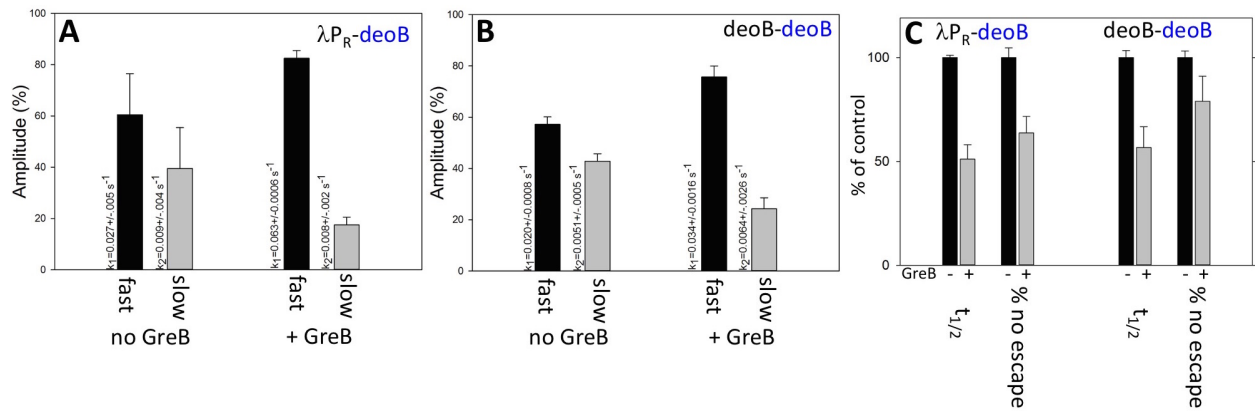 A
λPR-deoB
Amplitude (%)
100
80
60
40
20
0
k1=0.027+/-.005 s-1
k2=0.009+/-.004 s-1
k1=0.063+/-0.0006 s-1
k2=0.008+/-.002 s-1
fast
slow
fast
slow
no GreB
+ GreB
B
deoB-deoB
Amplitude (%)
100
80
60
40
20
0
k1=0.020+/-0.0008 s-1
k2=0.0051+/-0005 s-1
k1=0.034+/-0.0016 s-1
k2=0.0064+/-.0026 s-1
fast
slow
fast
slow
no GreB
+ GreB
C
λPR-deoB
deoB-deoB
% of control
100
50
0
GreB - + - + - + - +
t1/2
% no escape
t1/2
% no escape